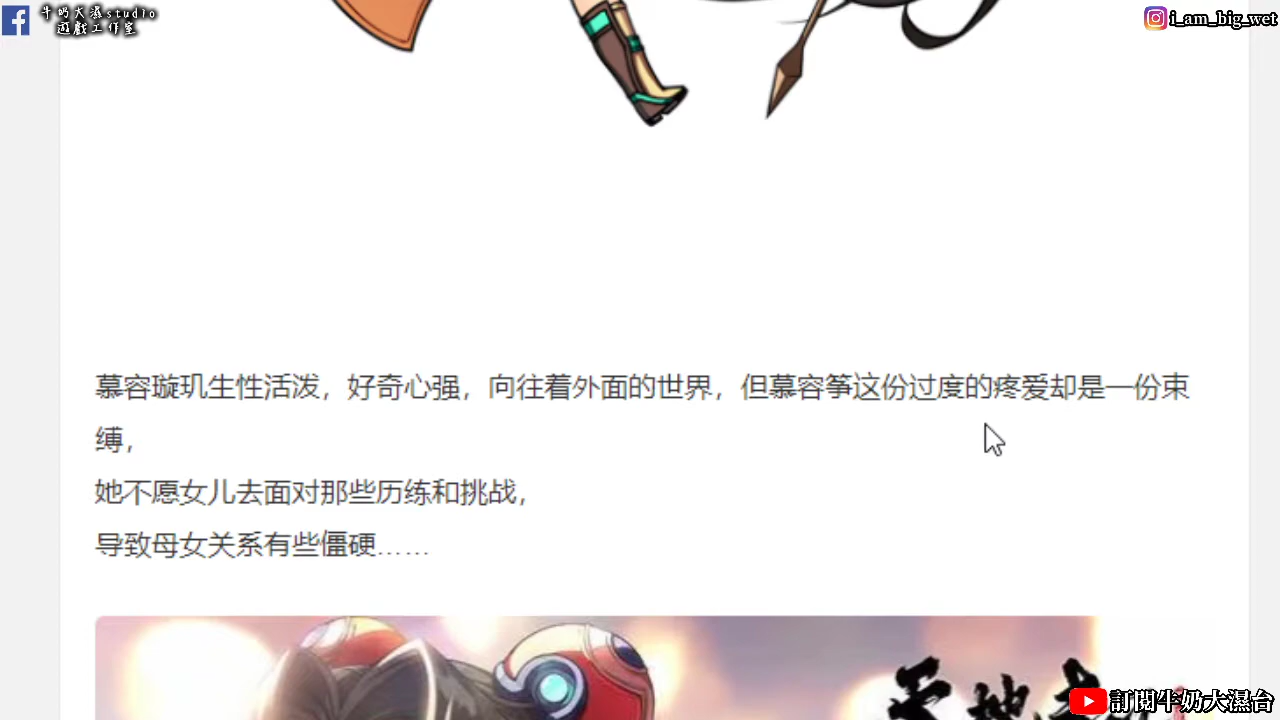 牛奶大濕studio
遊戲工作室
i_am_big_wet
慕容璇玑生性活泼，好奇心强，向往着外面的世界，但慕容筝这份过度的疼爱却是一份束
缚，
她不愿女儿去面对那些历练和挑战，
导致母女关系有些僵硬……
訂閱牛奶大濕台